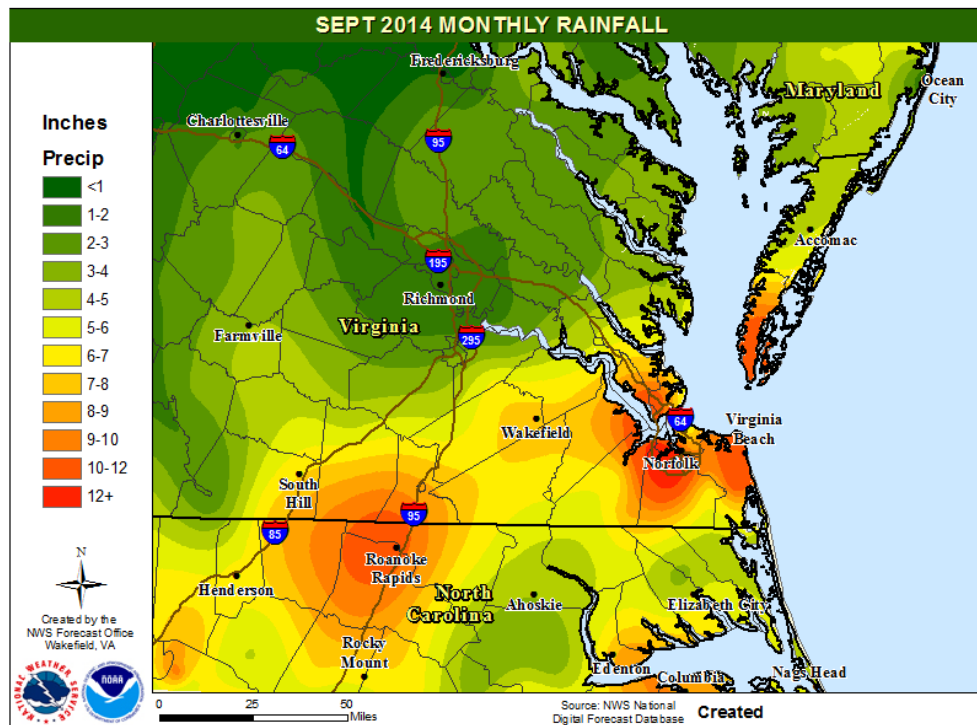 SEPT 2014 MONTHLY RAINFALL
Inches
Precip
<1
1-2
2-3
3-4
4-5
5-6
6-7
7-8
8-9
9-10
10-12
12+
Fredericksburg
Maryland
Ocean
City
Charlottesville
64
95
Accomac
195
Richmond
Virginia
295
Farmville
Wakefield
64
Virginia
Beach
Norfolk
South
Hill
95
85
Roanoke
Rapids
Henderson
North
Carolina
Ahoskie
Elizabeth City
Rocky
Mount
Edenton
Columbia
Nags Head
N
Created by the
NWS Forecast Office
Wakefield, VA
NATIONAL WEATHER SERVICE
NOAA
0 25 50
Miles
Source: NWS National
Digital Forecast Database
Created